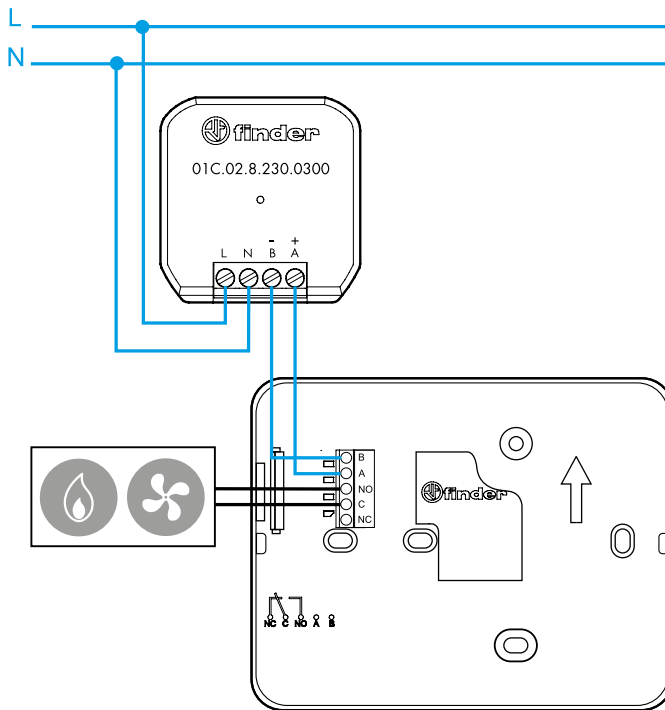 L
N
finder
01C.02.8.230.0300
- +
L N B A
B
A
NO
C
NC
finder
NC C NO A B